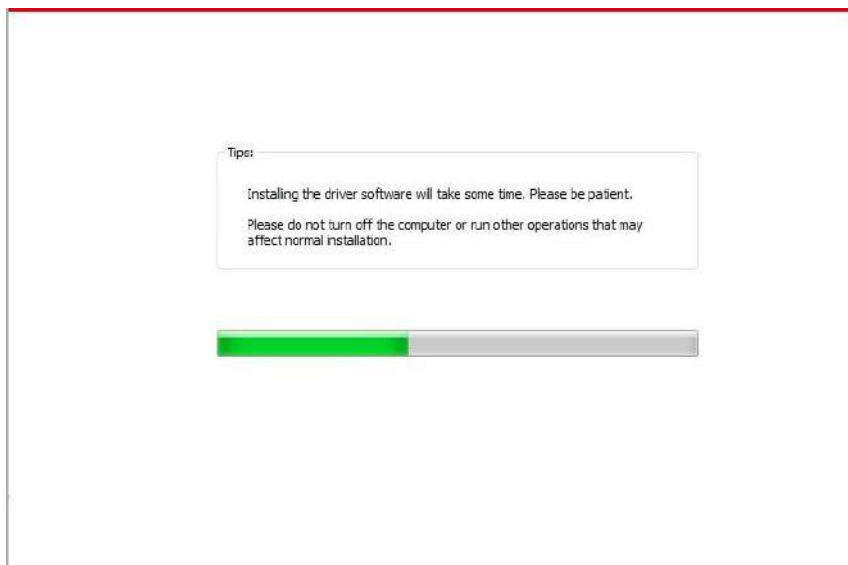 Tips:
Installing the driver software will take some time. Please be patient.
Please do not turn off the computer or run other operations that may
affect normal installation.